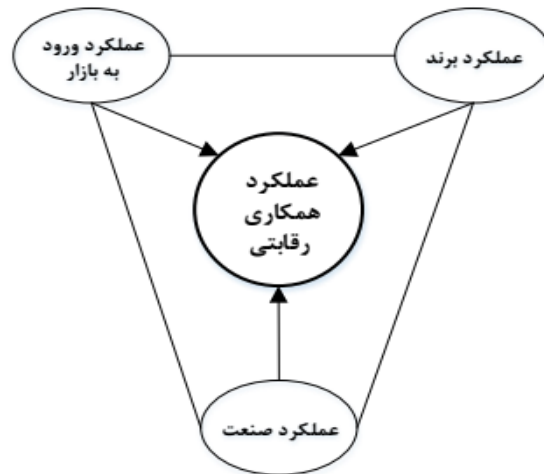 عملکرد برند
عملکرد ورود
به بازار
عملکرد
همکاری
رقابتی
عملکرد صنعت